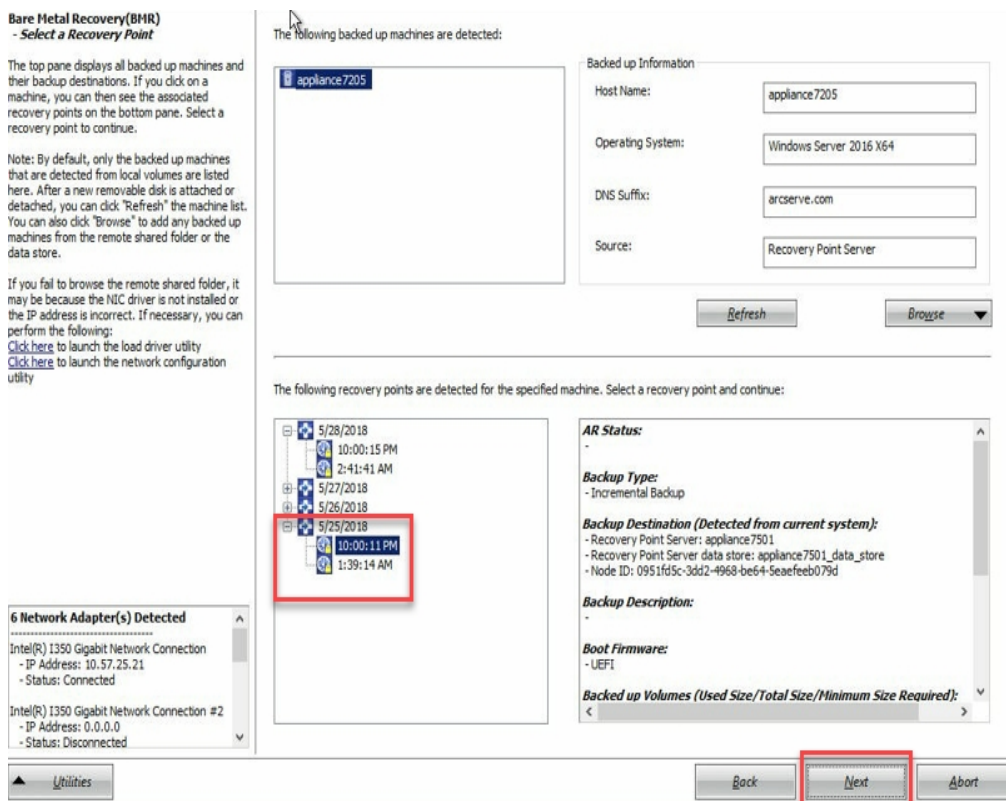 Bare Metal Recovery(BMR)
- Select a Recovery Point
The top pane displays all backed up machines and
their backup destinations. If you click on a
machine, you can then see the associated
recovery points on the bottom pane. Select a
recovery point to continue.
Note: By default, only the backed up machines
that are detected from local volumes are listed
here. After a new removable disk is attached or
detached, you can click "Refresh" the machine list.
You can also click "Browse" to add any backed up
machines from the remote shared folder or the
data store.
If you fail to browse the remote shared folder, it
may be because the NIC driver is not installed or
the IP address is incorrect. If necessary, you can
perform the following:
Click here to launch the load driver utility
Click here to launch the network configuration
utility
6 Network Adapter(s) Detected
------------------------------------
Intel(R) I350 Gigabit Network Connection
- IP Address: 10.57.25.21
- Status: Connected
Intel(R) I350 Gigabit Network Connection #2
- IP Address: 0.0.0.0
- Status: Disconnected
The following backed up machines are detected:
appliance7205
Backed up Information
Host Name: appliance7205
Operating System: Windows Server 2016 X64
DNS Suffix: arcserve.com
Source: Recovery Point Server
Refresh
Browse
The following recovery points are detected for the specified machine. Select a recovery point and continue:
5/28/2018
10:00:15 PM
2:41:41 AM
5/27/2018
5/26/2018
5/25/2018
10:00:11 PM
1:39:14 AM
AR Status:
-
Backup Type:
- Incremental Backup
Backup Destination (Detected from current system):
- Recovery Point Server: appliance7501
- Recovery Point Server data store: appliance7501_data_store
- Node ID: 0951fd5c-3dd2-4968-be64-5eaefeeb079d
Backup Description:
-
Boot Firmware:
- UEFI
Backed up Volumes (Used Size/Total Size/Minimum Size Required):
Utilities
Back
Next
Abort